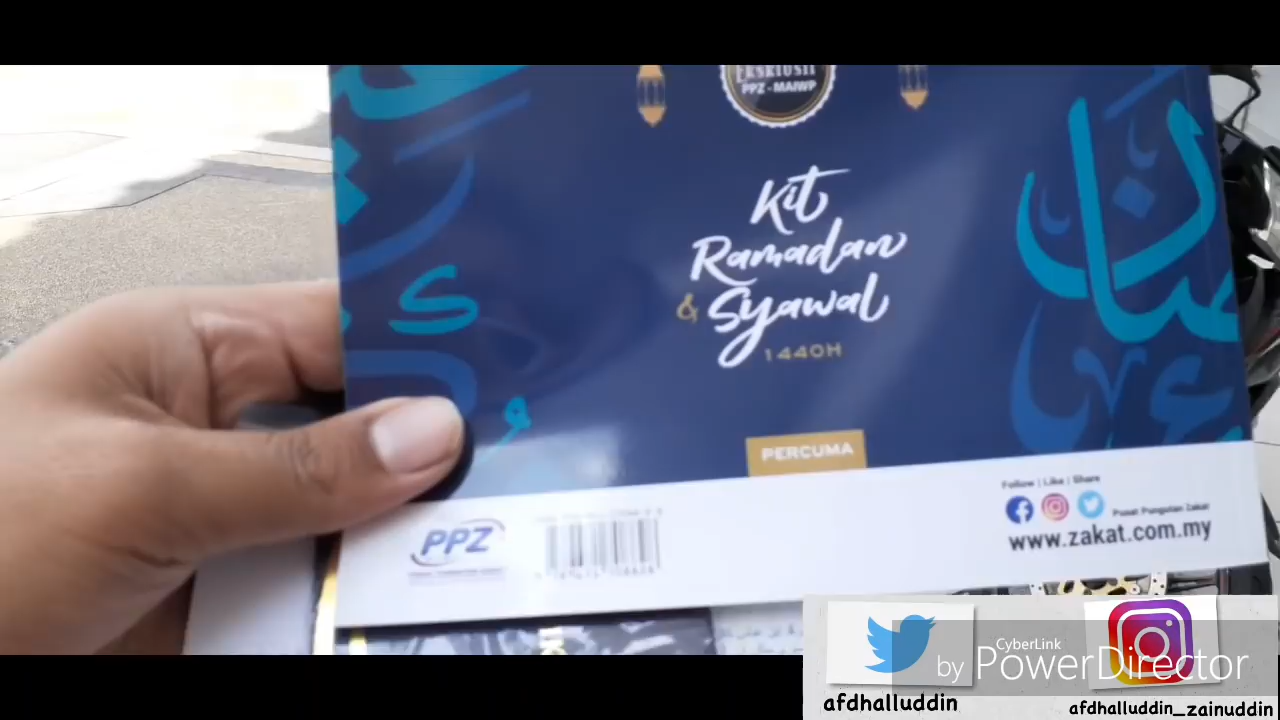 EKSKLUSIF
PPZ - MAIWP
Kit
Ramadan
& Syawal
1440H
PERCUMA
Follow | Like | Share
Pusat Pungutan Zakat
www.zakat.com.my
PPZ
CyberLink
by PowerDirector
afdhalluddin
afdhalluddin_zainuddin